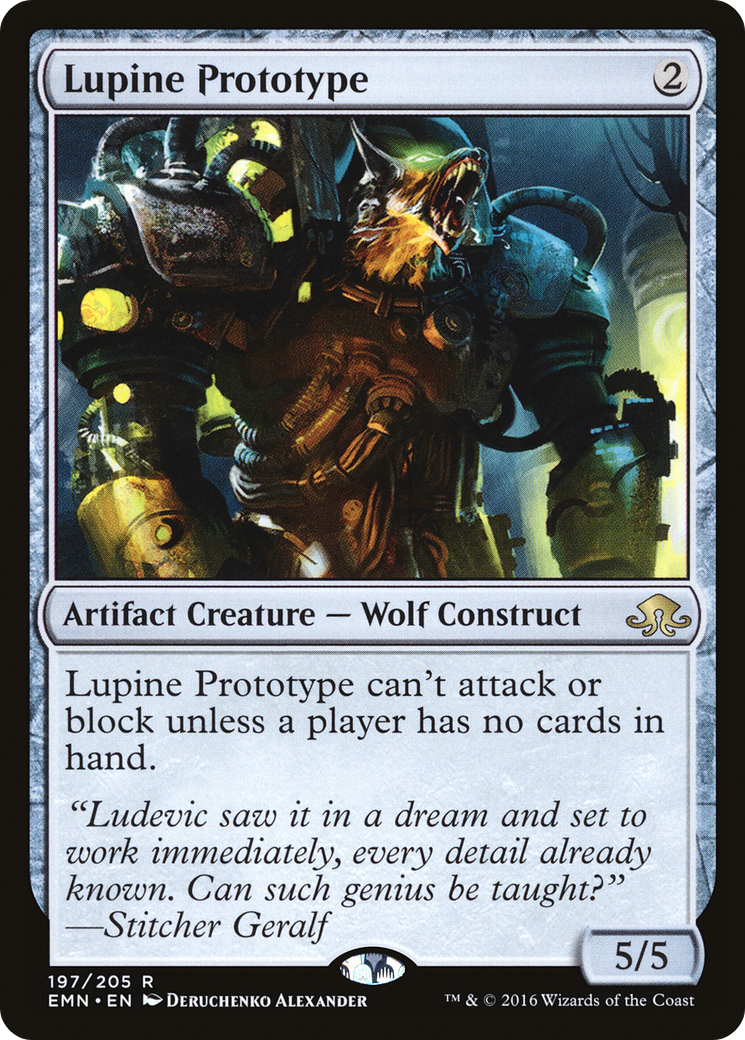 Lupine Prototype 2
Artifact Creature — Wolf Construct
Lupine Prototype can't attack or
block unless a player has no cards in
hand.
“Ludevic saw it in a dream and set to
work immediately, every detail already
known. Can such genius be taught?”
—Stitcher Geralf
5/5
197/205 R
EMN • EN Deruchenko Alexander
™ & © 2016 Wizards of the Coast